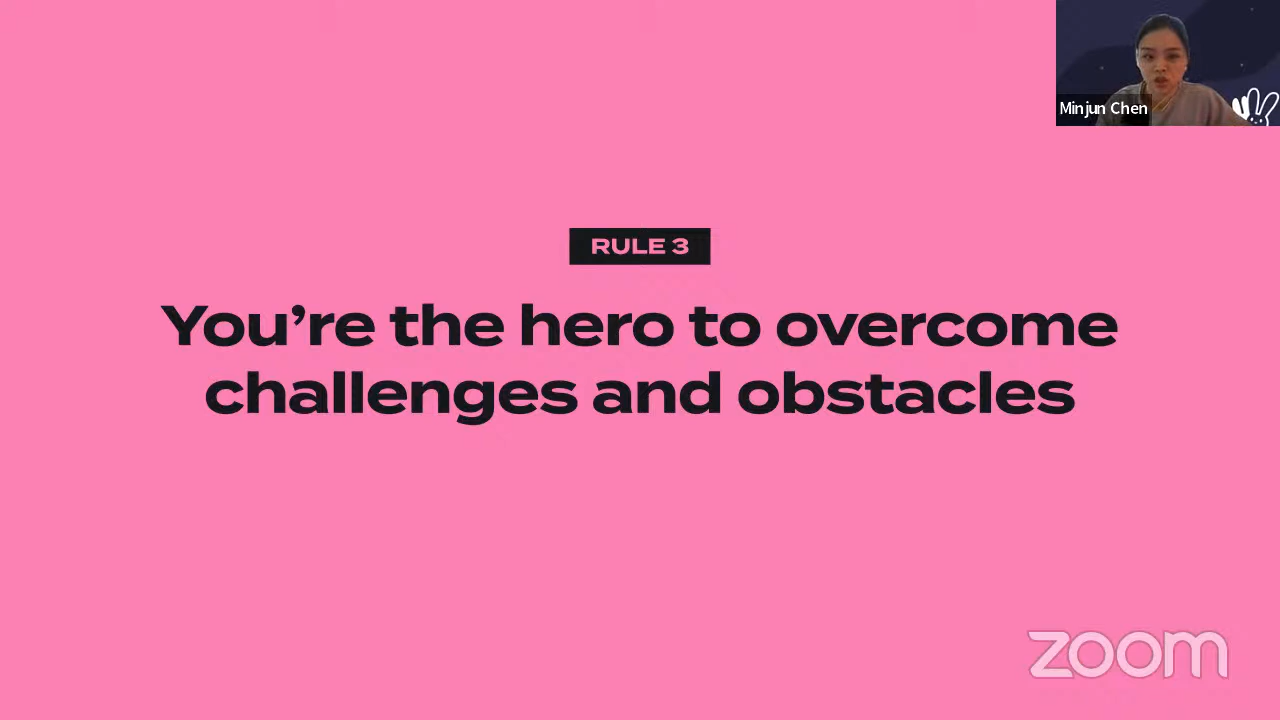 Minjun Chen
RULE 3
You’re the hero to overcome
challenges and obstacles
zoom